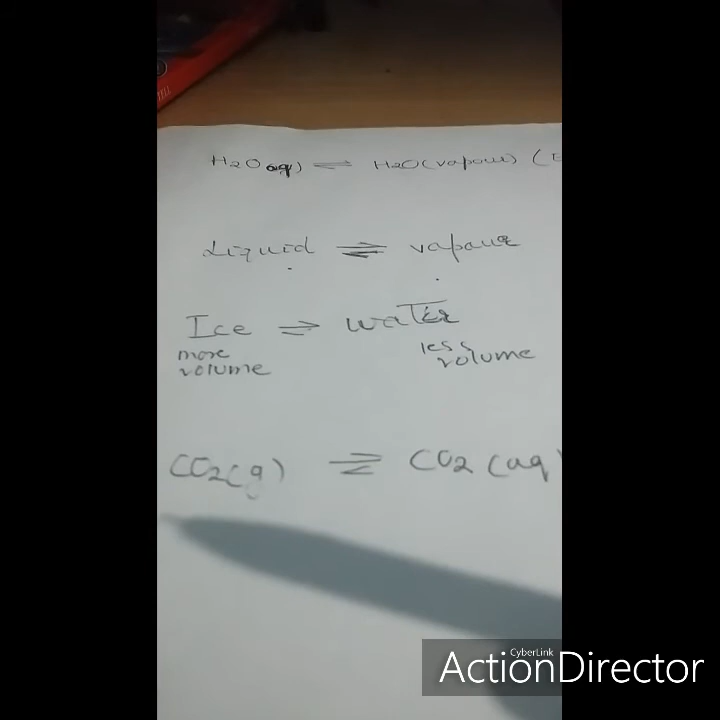 H2O aq) ⇌ H2O(vapour) (E
Liquid ⇌ vapour
Ice ⇌ water
more volume
less volume
CO2(g) ⇌ CO2 (aq)
CyberLink
ActionDirector